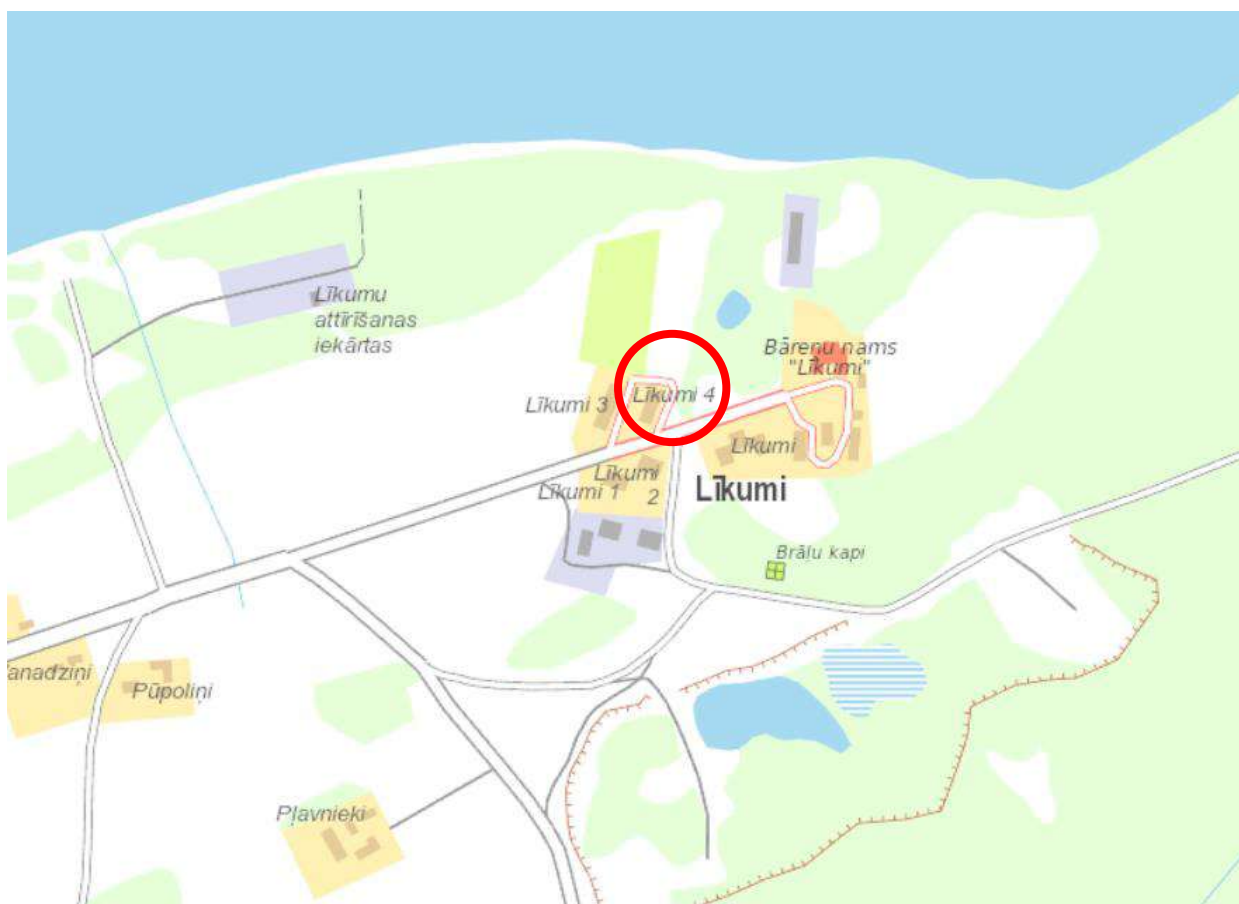 Līkumu
attīrīšanas
iekārtas
Bāreņu nams
"Līkumi"
Līkumi 4
Līkumi 3
Līkumi
Līkumi
2
Līkumi 1
Līkumi
Brāļu kapi
anadziņi
Pūpoliņi
Pļavnieki